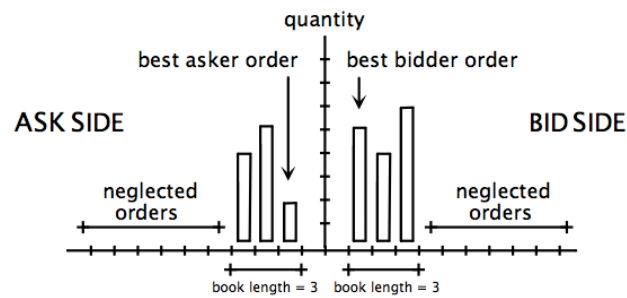 quantity
best asker order
best bidder order
ASK SIDE
BID SIDE
neglected
orders
neglected
orders
book length = 3
book length = 3